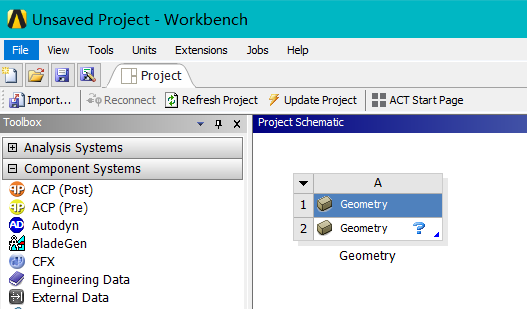 Unsaved Project - Workbench
File View Tools Units Extensions Jobs Help
Project
Import... Reconnect Refresh Project Update Project ACT Start Page
Toolbox Project Schematic
Analysis Systems
Component Systems
ACP (Post)
ACP (Pre)
Autodyn
BladeGen
CFX
Engineering Data
External Data
A
1 Geometry
2 Geometry ?
Geometry